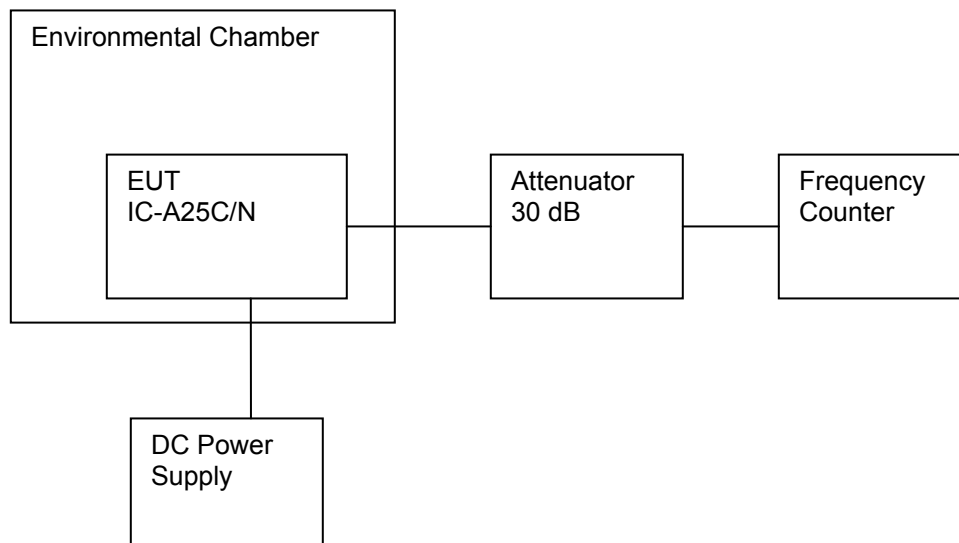 Environmental Chamber
EUT
IC-A25C/N
Attenuator
30 dB
Frequency
Counter
DC Power
Supply